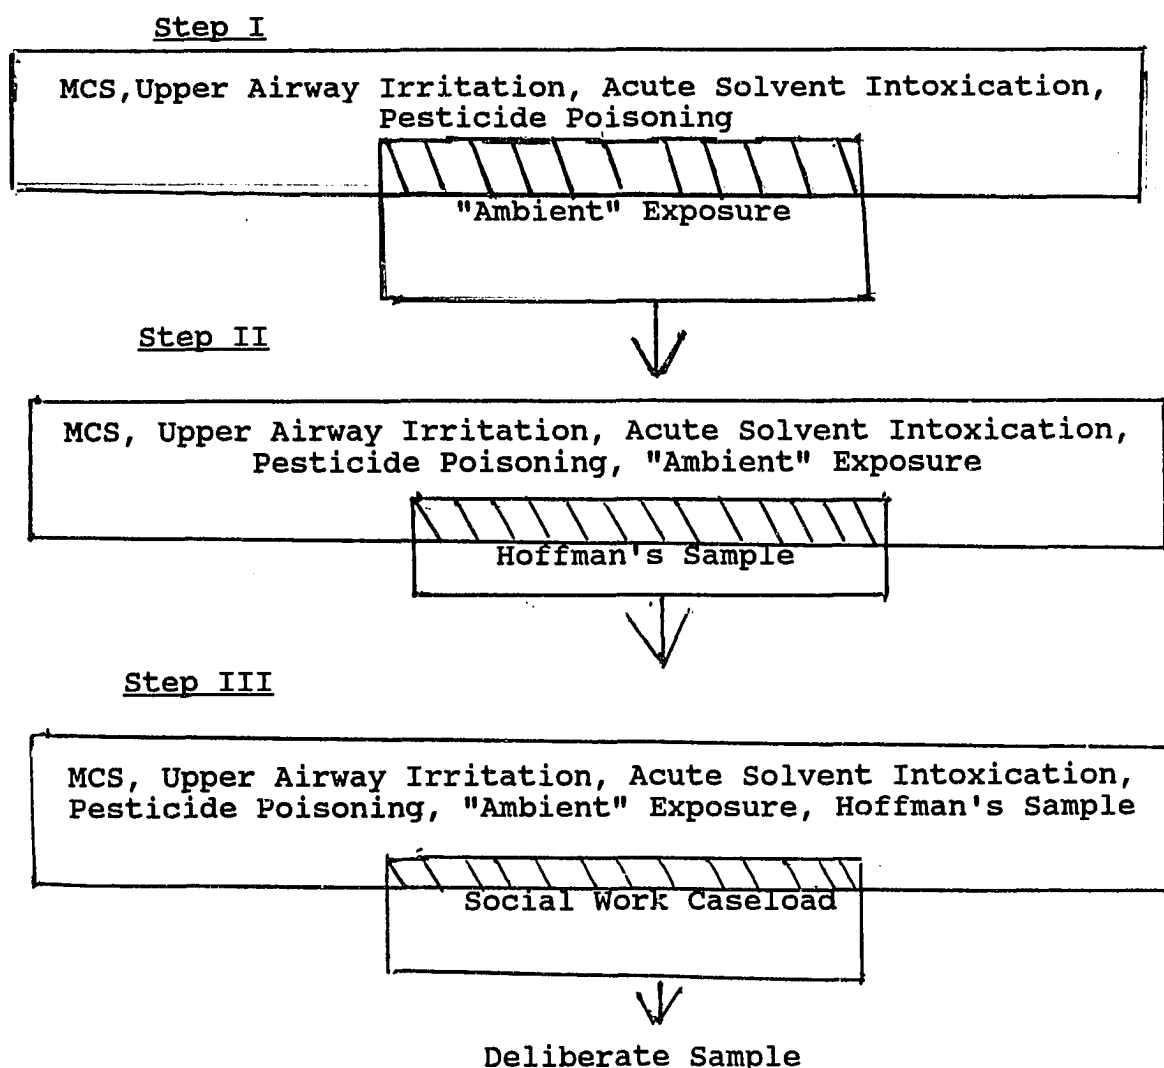 Step I
MCS,Upper Airway Irritation, Acute Solvent Intoxication,
Pesticide Poisoning
"Ambient" Exposure
Step II
MCS, Upper Airway Irritation, Acute Solvent Intoxication,
Pesticide Poisoning, "Ambient" Exposure
Hoffman's Sample
Step III
MCS, Upper Airway Irritation, Acute Solvent Intoxication,
Pesticide Poisoning, "Ambient" Exposure, Hoffman's Sample
Social Work Caseload
Deliberate Sample